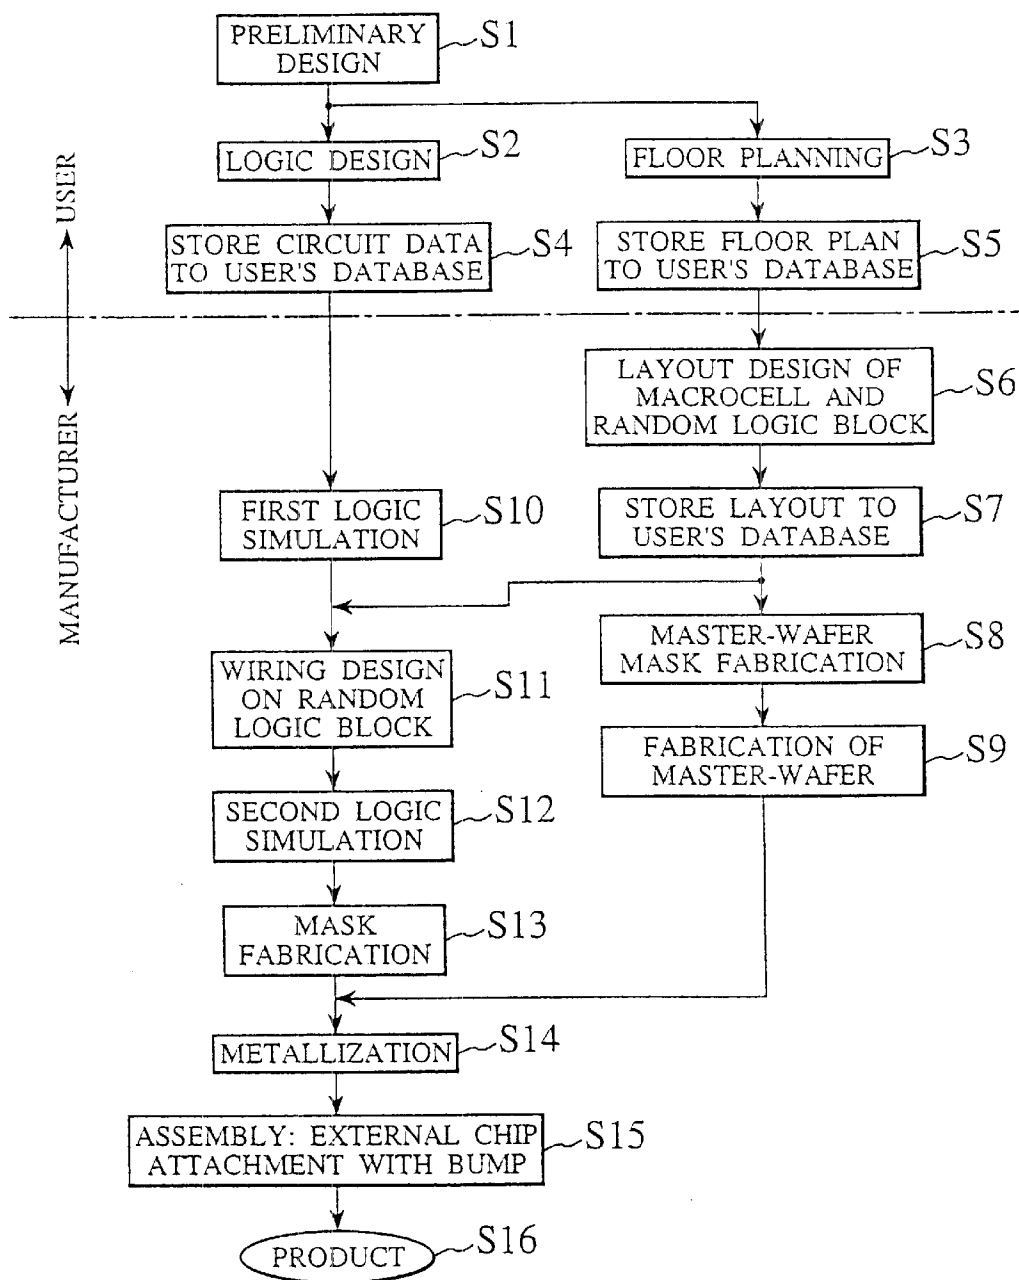 PRELIMINARY
DESIGN
S1
LOGIC DESIGN
S2
FLOOR PLANNING
S3
USER
STORE CIRCUIT DATA
TO USER'S DATABASE
S4
STORE FLOOR PLAN
TO USER'S DATABASE
S5
MANUFACTURER
LAYOUT DESIGN OF
MACROCELL AND
RANDOM LOGIC BLOCK
S6
FIRST LOGIC
SIMULATION
S10
STORE LAYOUT TO
USER'S DATABASE
S7
MASTER-WAFER
MASK FABRICATION
S8
WIRING DESIGN
ON RANDOM
LOGIC BLOCK
S11
FABRICATION OF
MASTER-WAFER
S9
SECOND LOGIC
SIMULATION
S12
MASK
FABRICATION
S13
METALLIZATION
S14
ASSEMBLY: EXTERNAL CHIP
ATTACHMENT WITH BUMP
S15
PRODUCT
S16